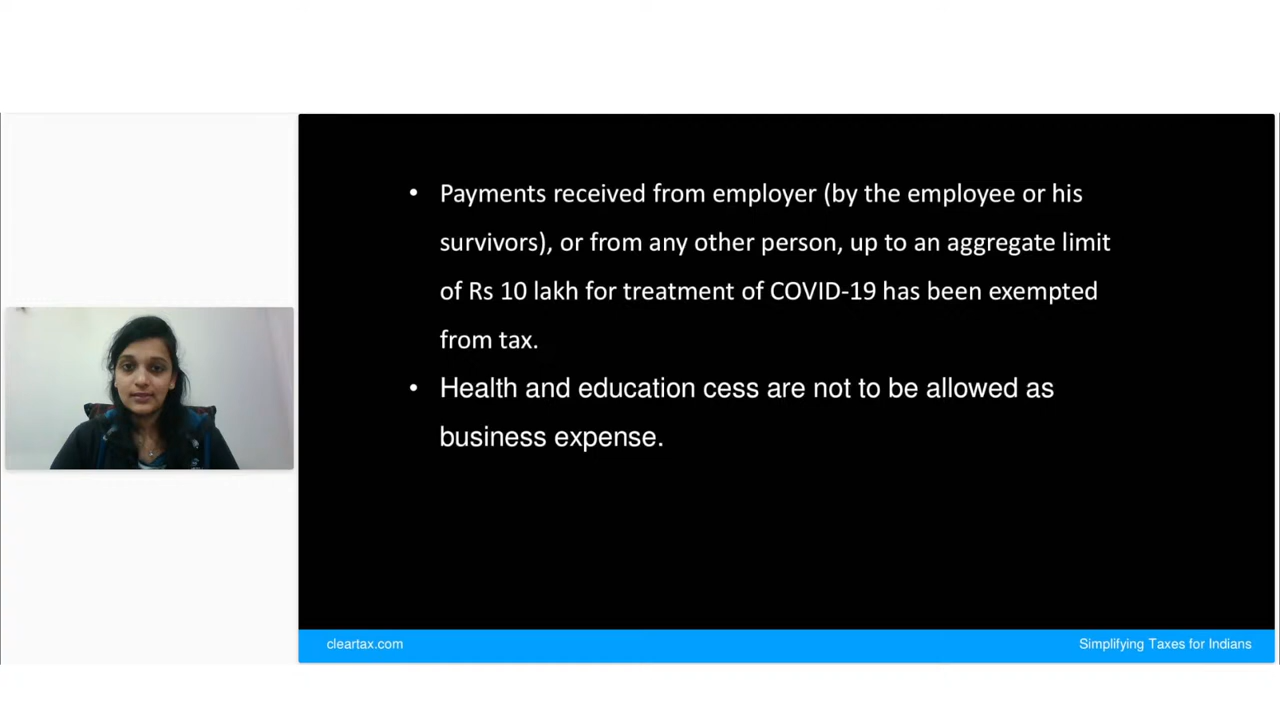 • Payments received from employer (by the employee or his
survivors), or from any other person, up to an aggregate limit
of Rs 10 lakh for treatment of COVID-19 has been exempted
from tax.
• Health and education cess are not to be allowed as
business expense.
cleartax.com
Simplifying Taxes for Indians